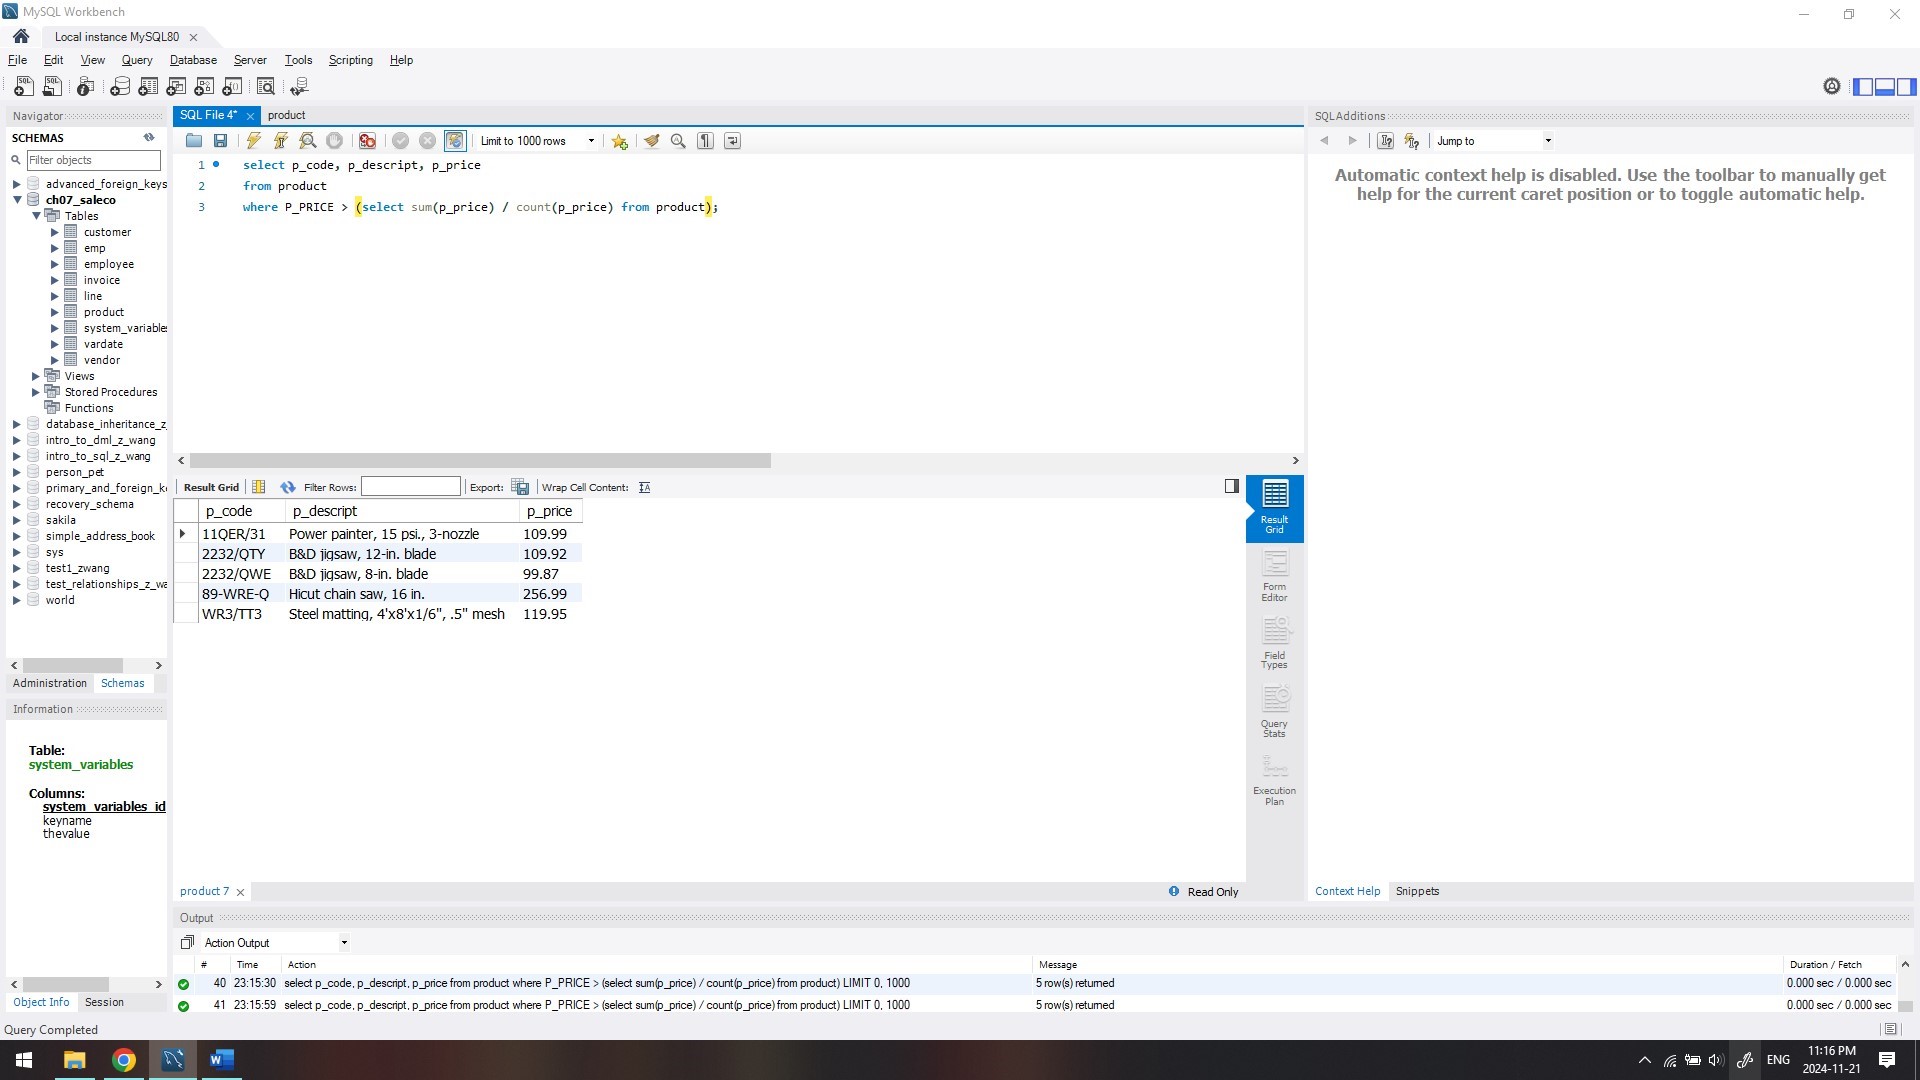 MySQL Workbench
Local instance MySQL80
File Edit View Query Database Server Tools Scripting Help
Navigator
SCHEMAS
Filter objects
advanced_foreign_keys
ch07_saleco
Tables
customer
emp
employee
invoice
line
product
system_variables
vardate
vendor
Views
Stored Procedures
Functions
database_inheritance_z
intro_to_dml_z_wang
intro_to_sql_z_wang
person_pet
primary_and_foreign_k
recovery_schema
sakila
simple_address_book
sys
test1_zwang
test_relationships_z_wa
world
Administration Schemas
Information
Table:
system_variables
Columns:
system_variables_id
keyname
thevalue
Object Info Session
SQL File 4* product
Limit to 1000 rows
1 select p_code, p_descript, p_price
2 from product
3 where P_PRICE > (select sum(p_price) / count(p_price) from product);
Result Grid Filter Rows: Export: Wrap Cell Content:
p_code p_descript p_price
11QER/31 Power painter, 15 psi., 3-nozzle 109.99
2232/QTY B&D jigsaw, 12-in. blade 109.92
2232/QWE B&D jigsaw, 8-in. blade 99.87
89-WRE-Q Hicut chain saw, 16 in. 256.99
WR3/TT3 Steel matting, 4'x8'x1/6", .5" mesh 119.95
Result
Grid
Form
Editor
Field
Types
Query
Stats
Execution
Plan
product 7 Read Only
SQLAdditions
Jump to
Automatic context help is disabled. Use the toolbar to manually get
help for the current caret position or to toggle automatic help.
Context Help Snippets
Output
Action Output
# Time Action Message Duration / Fetch
40 23:15:30 select p_code, p_descript, p_price from product where P_PRICE > (select sum(p_price) / count(p_price) from product) LIMIT 0, 1000 5 row(s) returned 0.000 sec / 0.000 sec
41 23:15:59 select p_code, p_descript, p_price from product where P_PRICE > (select sum(p_price) / count(p_price) from product) LIMIT 0, 1000 5 row(s) returned 0.000 sec / 0.000 sec
Query Completed
ENG
11:16 PM
2024-11-21